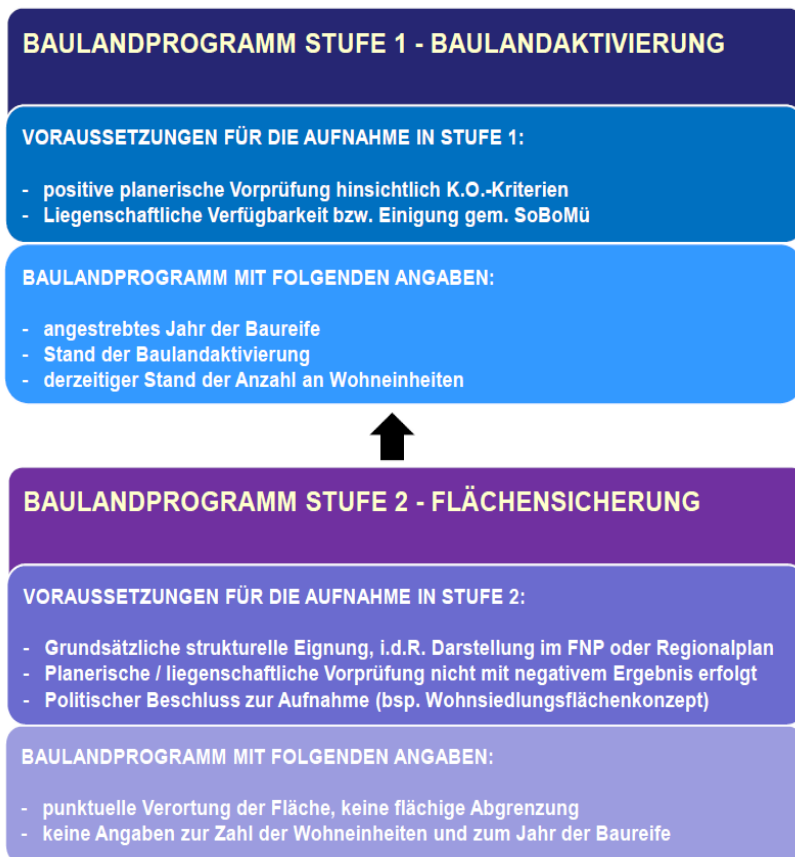 BAULANDPROGRAMM STUFE 1 - BAULANDAKTIVIERUNG
VORAUSSETZUNGEN FÜR DIE AUFNAHME IN STUFE 1:
- positive planerische Vorprüfung hinsichtlich K.O.-Kriterien
- Liegenschaftliche Verfügbarkeit bzw. Einigung gem. SoBoMü
BAULANDPROGRAMM MIT FOLGENDEN ANGABEN:
- angestrebtes Jahr der Baureife
- Stand der Baulandaktivierung
- derzeitiger Stand der Anzahl an Wohneinheiten
BAULANDPROGRAMM STUFE 2 - FLÄCHENSICHERUNG
VORAUSSETZUNGEN FÜR DIE AUFNAHME IN STUFE 2:
- Grundsätzliche strukturelle Eignung, i.d.R. Darstellung im FNP oder Regionalplan
- Planerische / liegenschaftliche Vorprüfung nicht mit negativem Ergebnis erfolgt
- Politischer Beschluss zur Aufnahme (bsp. Wohnsiedlungsflächenkonzept)
BAULANDPROGRAMM MIT FOLGENDEN ANGABEN:
- punktuelle Verortung der Fläche, keine flächige Abgrenzung
- keine Angaben zur Zahl der Wohneinheiten und zum Jahr der Baureife